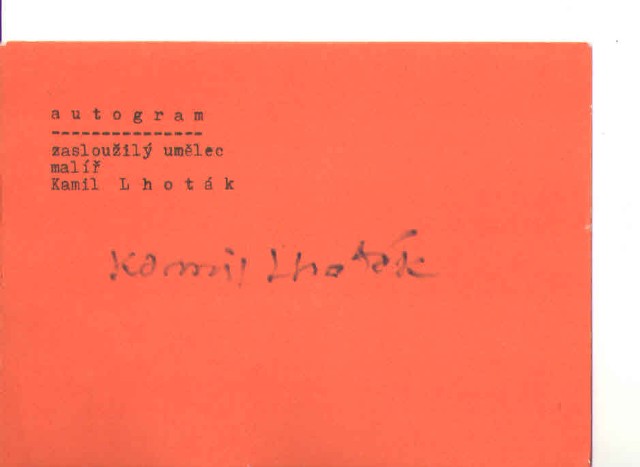 a u t o g r a m
---------------
zasloužilý umělec
malíř
Kamil L h o t á k
Kamil Lhoták